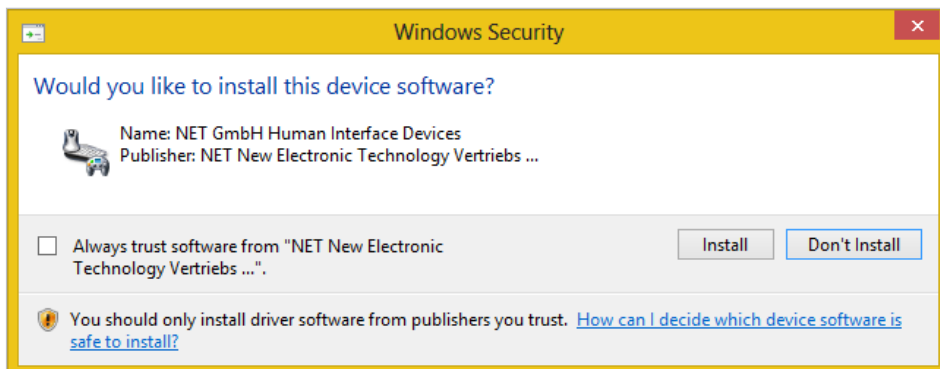 Windows Security
Would you like to install this device software?
Name: NET GmbH Human Interface Devices
Publisher: NET New Electronic Technology Vertriebs ...
Always trust software from "NET New Electronic
Technology Vertriebs ...".
Install
Don't Install
You should only install driver software from publishers you trust. How can I decide which device software is
safe to install?